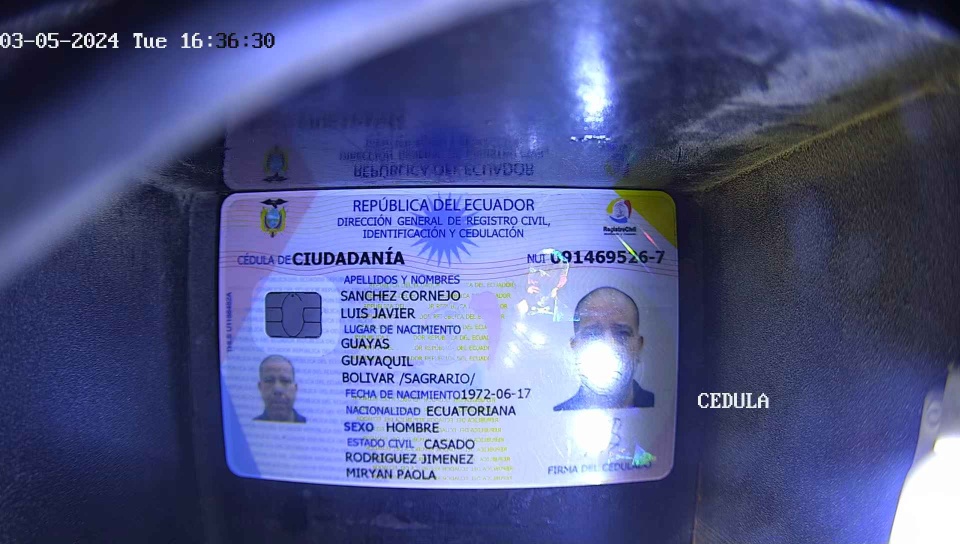 03-05-2024 Tue 16:36:30
REPÚBLICA DEL ECUADOR
DIRECCIÓN GENERAL DE REGISTRO CIVIL,
IDENTIFICACIÓN Y CEDULACIÓN
RegistroCivil
CÉDULA DE CIUDADANÍA
NUI 091469526-7
APELLIDOS Y NOMBRES
SANCHEZ CORNEJO
LUIS JAVIER
LUGAR DE NACIMIENTO
GUAYAS
GUAYAQUIL
BOLIVAR /SAGRARIO/
FECHA DE NACIMIENTO 1972-06-17
NACIONALIDAD ECUATORIANA
SEXO HOMBRE
ESTADO CIVIL CASADO
RODRIGUEZ JIMENEZ
MIRYAN PAOLA
FIRMA DEL CEDULADO
CEDULA